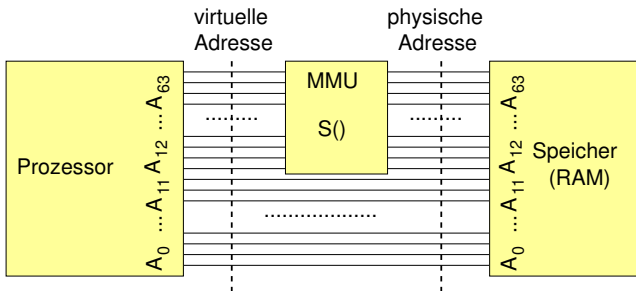 virtuelle
Adresse
physische
Adresse
Prozessor
A0 ... A11 A12 ... A63
MMU
S()
.........
.........
....................
A0 ... A11 A12 ... A63
Speicher
(RAM)